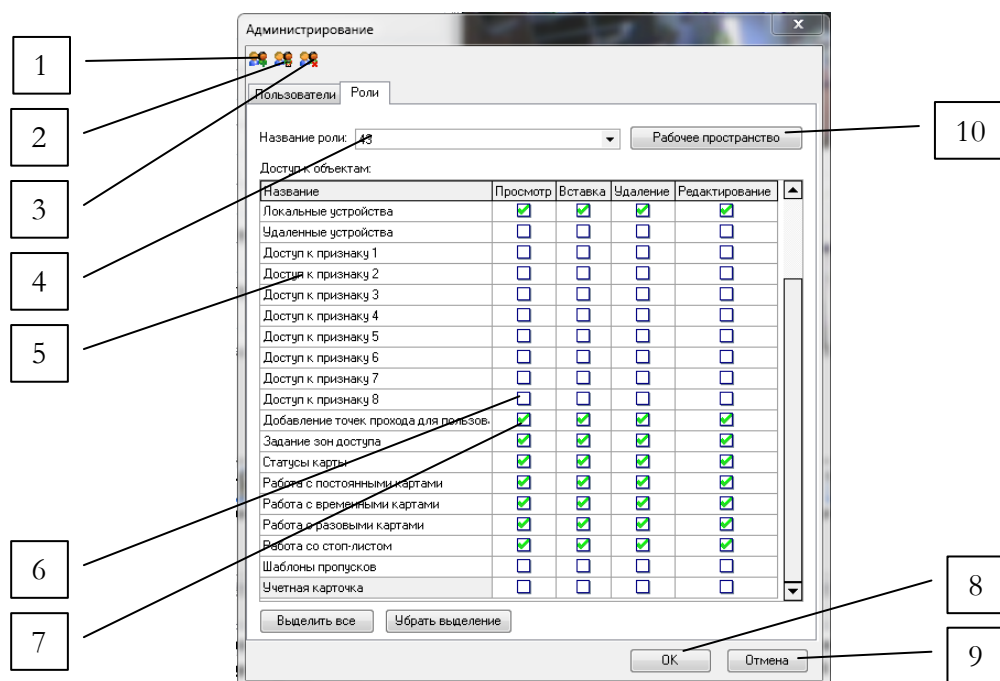 Администрирование
x
1
2
3
4
5
6
7
8
9
10
Пользователи Роли
Название роли: 43 Рабочее пространство
Доступ к объектам:
Название Просмотр Вставка Удаление Редактирование
Локальные устройства
Удаленные устройства
Доступ к признаку 1
Доступ к признаку 2
Доступ к признаку 3
Доступ к признаку 4
Доступ к признаку 5
Доступ к признаку 6
Доступ к признаку 7
Доступ к признаку 8
Добавление точек прохода для пользов
Задание зон доступа
Статусы карты
Работа с постоянными картами
Работа с временными картами
Работа с разовыми картами
Работа со стоп-листом
Шаблоны пропусков
Учетная карточка
Выделить все Убрать выделение
OK Отмена